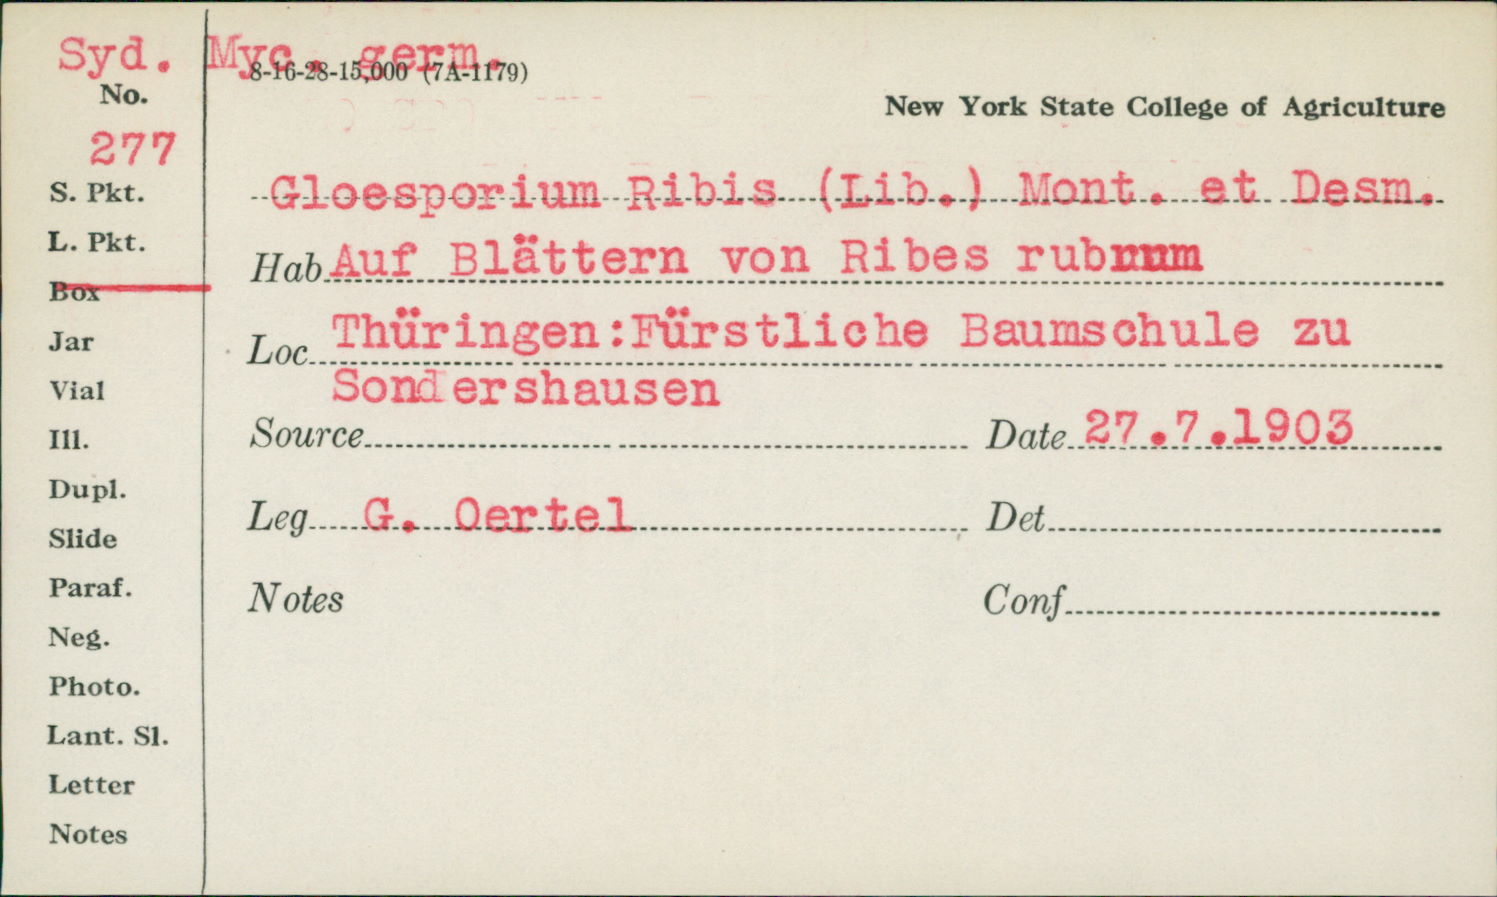 Syd. Myc. germ.
8-16-28-15,000 (7A-1179)
No.
New York State College of Agriculture
277
S. Pkt.
Gloesporium Ribis (Lib.) Mont. et Desm.
L. Pkt.
Hab Auf Blättern von Ribes rubrum
Box
Jar
Loc Thüringen:Fürstliche Baumschule zu
Sondershausen
Vial
Ill.
Source Date 27.7.1903
Dupl.
Leg G. Oertel Det
Slide
Paraf.
Notes Conf
Neg.
Photo.
Lant. Sl.
Letter
Notes